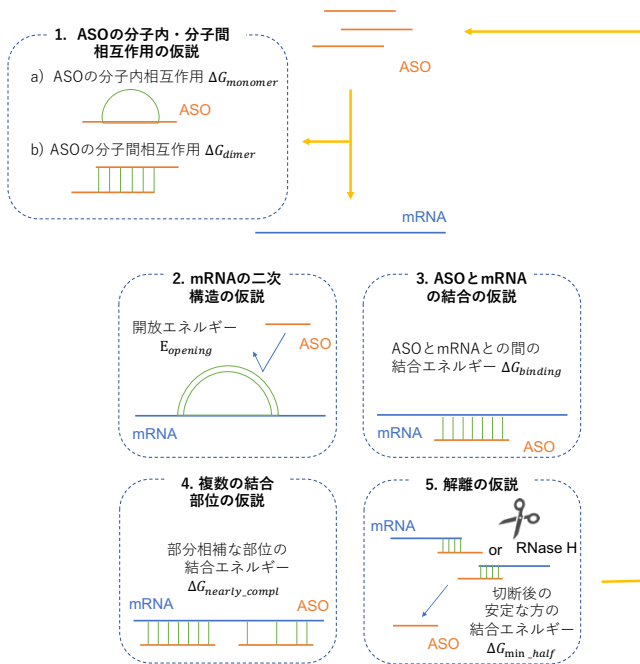 1. ASOの分子内・分子間
相互作用の仮説
a) ASOの分子内相互作用 ΔG_monomer
ASO
b) ASOの分子間相互作用 ΔG_dimer
ASO
mRNA
2. mRNAの二次
構造の仮説
開放エネルギー
E_opening
ASO
mRNA
3. ASOとmRNA
の結合の仮説
ASOとmRNAとの間の
結合エネルギー ΔG_binding
mRNA
ASO
4. 複数の結合
部位の仮説
部分相補な部位の
結合エネルギー
ΔG_nearly_compl
mRNA
ASO
5. 解離の仮説
mRNA
or
RNase H
切断後の
安定な方の
結合エネルギー
ΔG_min_half
ASO